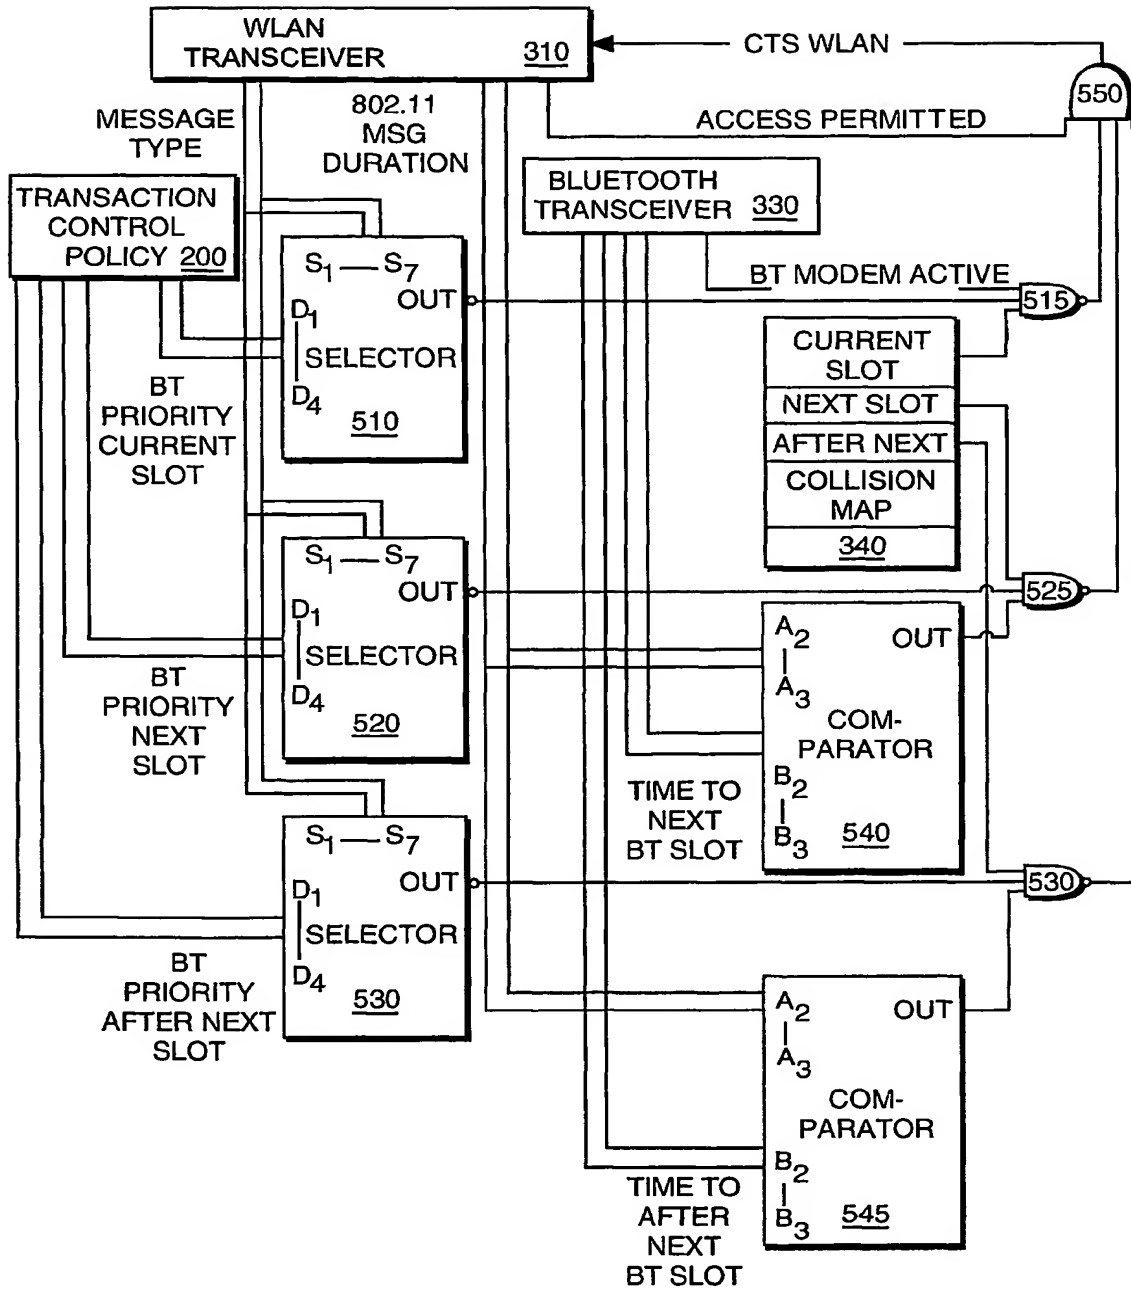 WLAN
TRANSCEIVER 310
CTS WLAN
550
MESSAGE
TYPE
802.11
MSG
DURATION
ACCESS PERMITTED
TRANSACTION
CONTROL
POLICY 200
BLUETOOTH
TRANSCEIVER 330
BT MODEM ACTIVE
515
S1 — S7
OUT
D1
SELECTOR
D4
510
BT
PRIORITY
CURRENT
SLOT
CURRENT
SLOT
NEXT SLOT
AFTER NEXT
COLLISION
MAP
340
S1 — S7
OUT
D1
SELECTOR
D4
520
525
BT
PRIORITY
NEXT
SLOT
A2
OUT
A3
COM-
PARATOR
B2
B3
540
TIME TO
NEXT
BT SLOT
S1 — S7
OUT
D1
SELECTOR
D4
530
530
BT
PRIORITY
AFTER NEXT
SLOT
A2
OUT
A3
COM-
PARATOR
B2
B3
545
TIME TO
AFTER
NEXT
BT SLOT